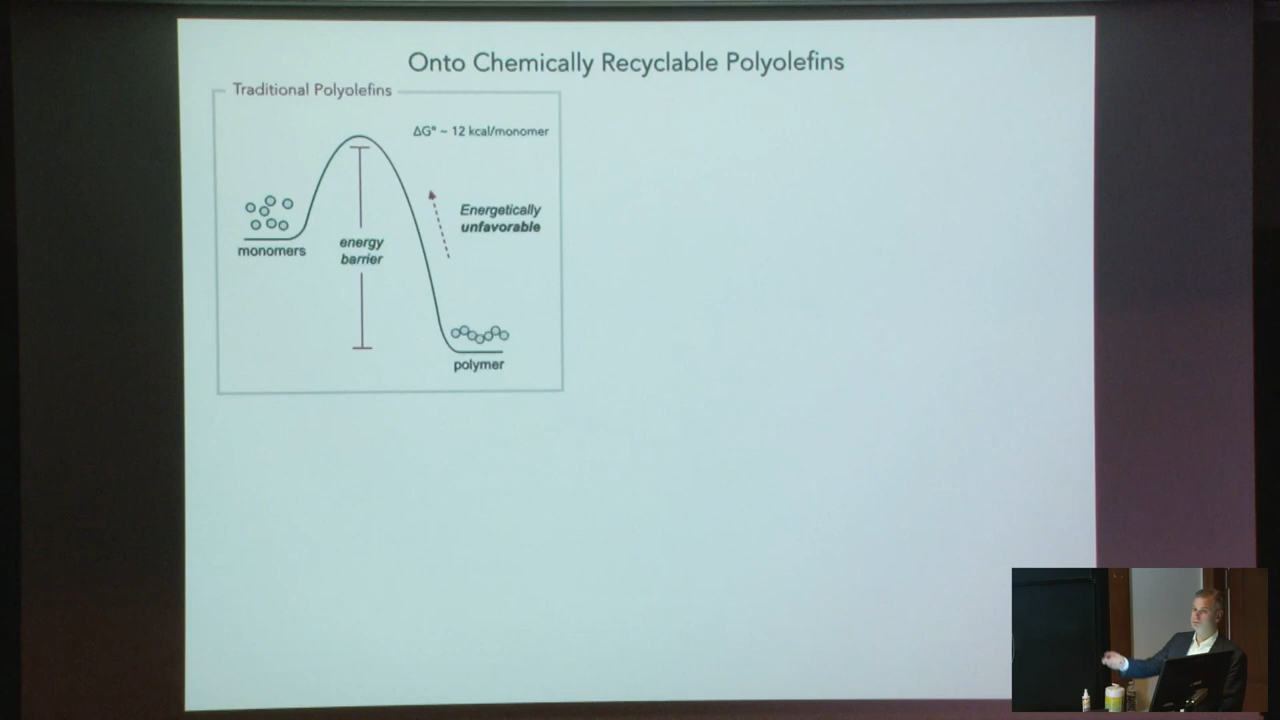 Onto Chemically Recyclable Polyolefins
Traditional Polyolefins
ΔG° ~ 12 kcal/monomer
Energetically
unfavorable
monomers
energy
barrier
polymer